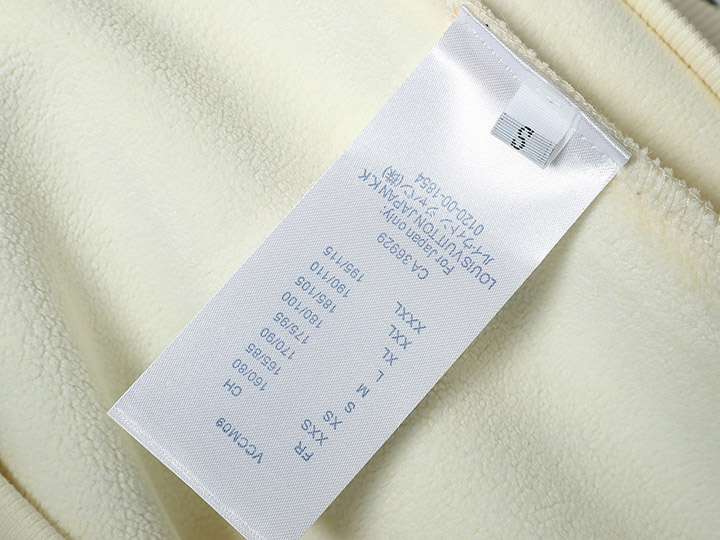 VCCM09
FR CH
XXS 160/80
XS 165/85
S 170/90
M 175/95
L 180/100
XL 185/105
XXL 190/110
XXXL 195/115
CA 36929
For Japan only:
LOUIS VUITTON JAPAN K.K
ルイヴィトン ジャパン(株)
0120-00-1854
S